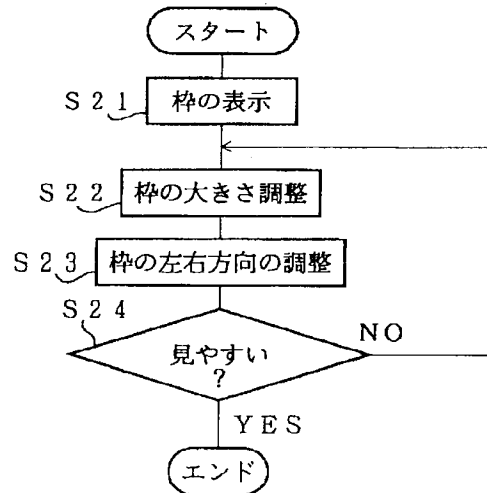 スタート
S21 枠の表示
S22 枠の大きさ調整
S23 枠の左右方向の調整
S24
見やすい
?
NO
YES
エンド